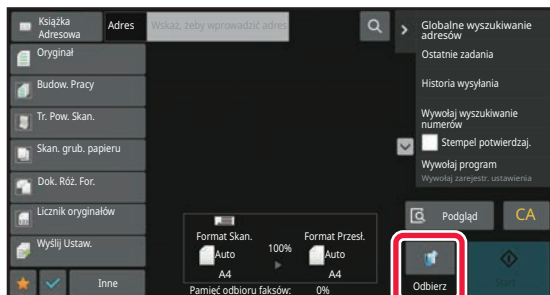 Książka
Adresowa
Adres
Wskaż, żeby wprowadzić adres
Globalne wyszukiwanie
adresów
Oryginał
Ostatnie zadania
Budow. Pracy
Historia wysyłania
Tr. Pow. Skan.
Wywołaj wyszukiwanie
numerów
Skan. grub. papieru
Stempel potwierdzaj.
Dok. Róż. For.
Wywołaj program
Wywołaj zarejestr. ustawienia
Licznik oryginałów
Podgląd
CA
Wyślij Ustaw.
Format Skan.
100%
Format Przesł.
Auto
Auto
A4
A4
Inne
Pamięć odbioru faksów: 0%
Odbierz
Start